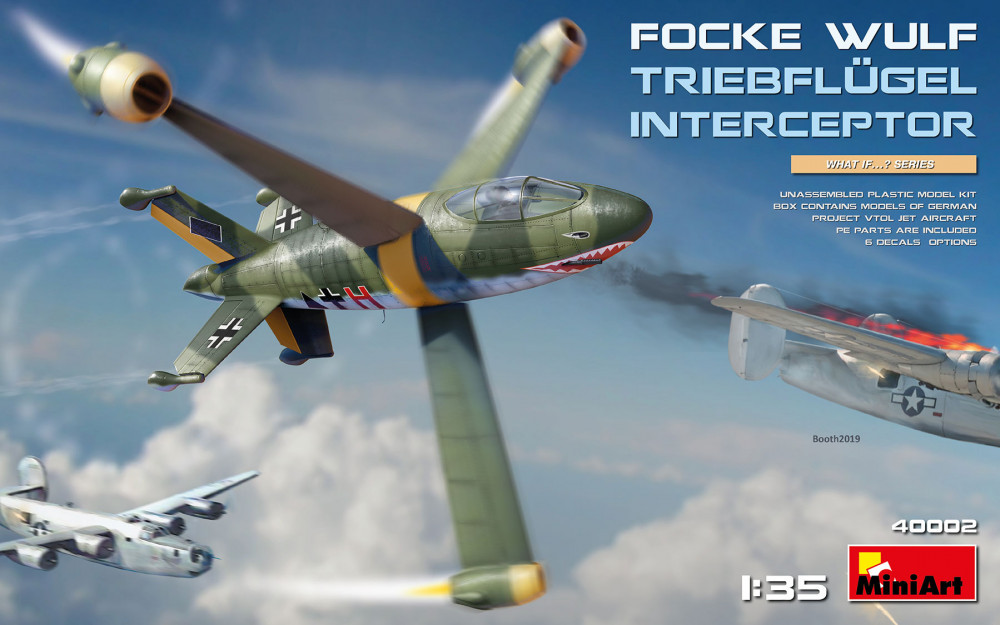 FOCKE WULF
TRIEBFLÜGEL
INTERCEPTOR
WHAT IF...? SERIES
UNASSEMBLED PLASTIC MODEL KIT
BOX CONTAINS MODELS OF GERMAN
PROJECT VTOL JET AIRCRAFT
PE PARTS ARE INCLUDED
6 DECALS OPTIONS
H
Booth2019
40002
1:35
MiniArt